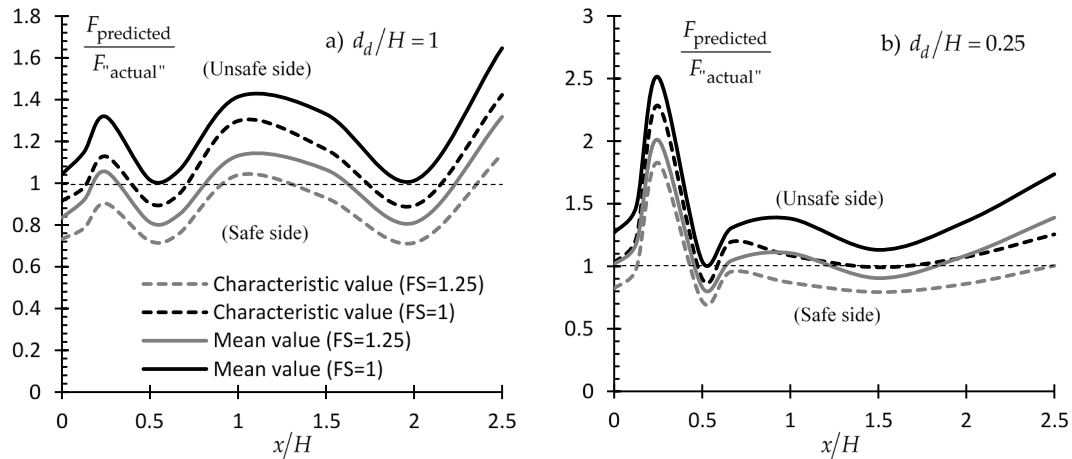 1.8
1.6
1.4
1.2
1
0.8
0.6
0.4
0.2
0
F predicted
F "actual"
a) d_d/H = 1
(Unsafe side)
(Safe side)
Characteristic value (FS=1.25)
Characteristic value (FS=1)
Mean value (FS=1.25)
Mean value (FS=1)
0 0.5 1 1.5 2 2.5
x/H
3
2.5
2
1.5
1
0.5
0
F predicted
F "actual"
b) d_d/H = 0.25
(Unsafe side)
(Safe side)
0 0.5 1 1.5 2 2.5
x/H